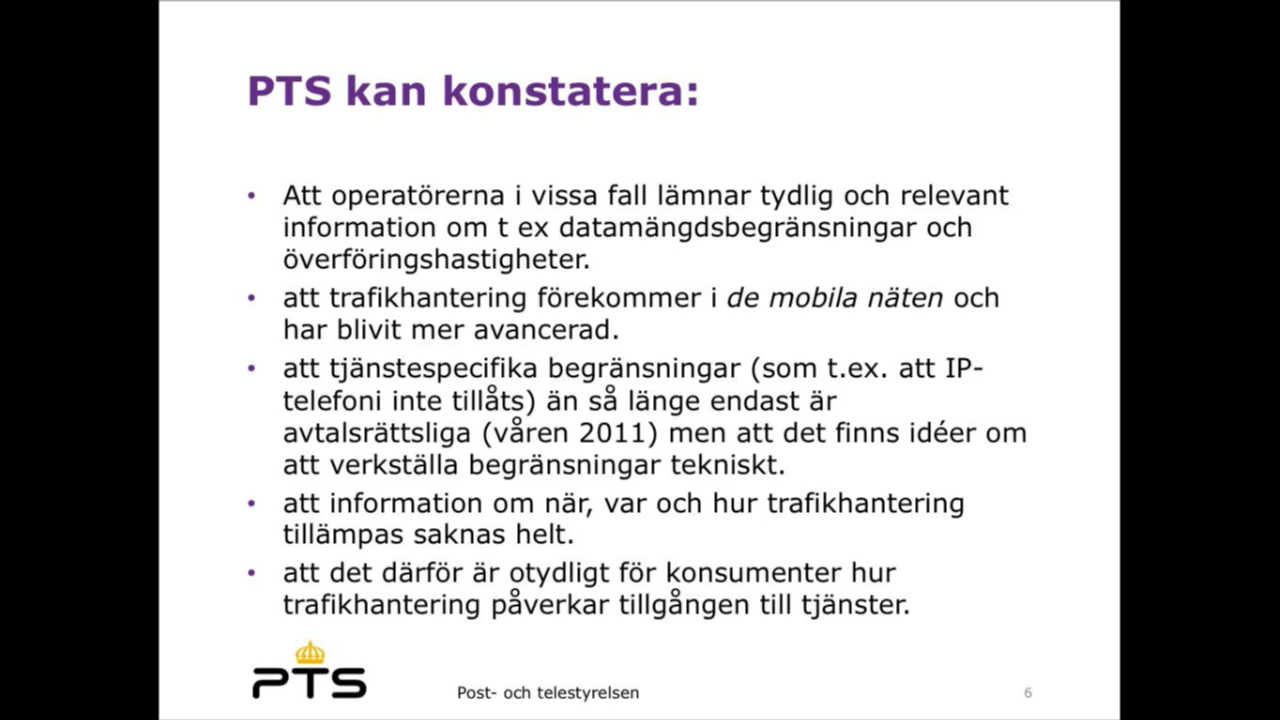 PTS kan konstatera:
• Att operatörerna i vissa fall lämnar tydlig och relevant
information om t ex datamängdsbegränsningar och
överföringshastigheter.
• att trafikhantering förekommer i de mobila näten och
har blivit mer avancerad.
• att tjänstespecifika begränsningar (som t.ex. att IP-
telefoni inte tillåts) än så länge endast är
avtalsrättsliga (våren 2011) men att det finns idéer om
att verkställa begränsningar tekniskt.
• att information om när, var och hur trafikhantering
tillämpas saknas helt.
• att det därför är otydligt för konsumenter hur
trafikhantering påverkar tillgången till tjänster.
PTS
Post- och telestyrelsen
6